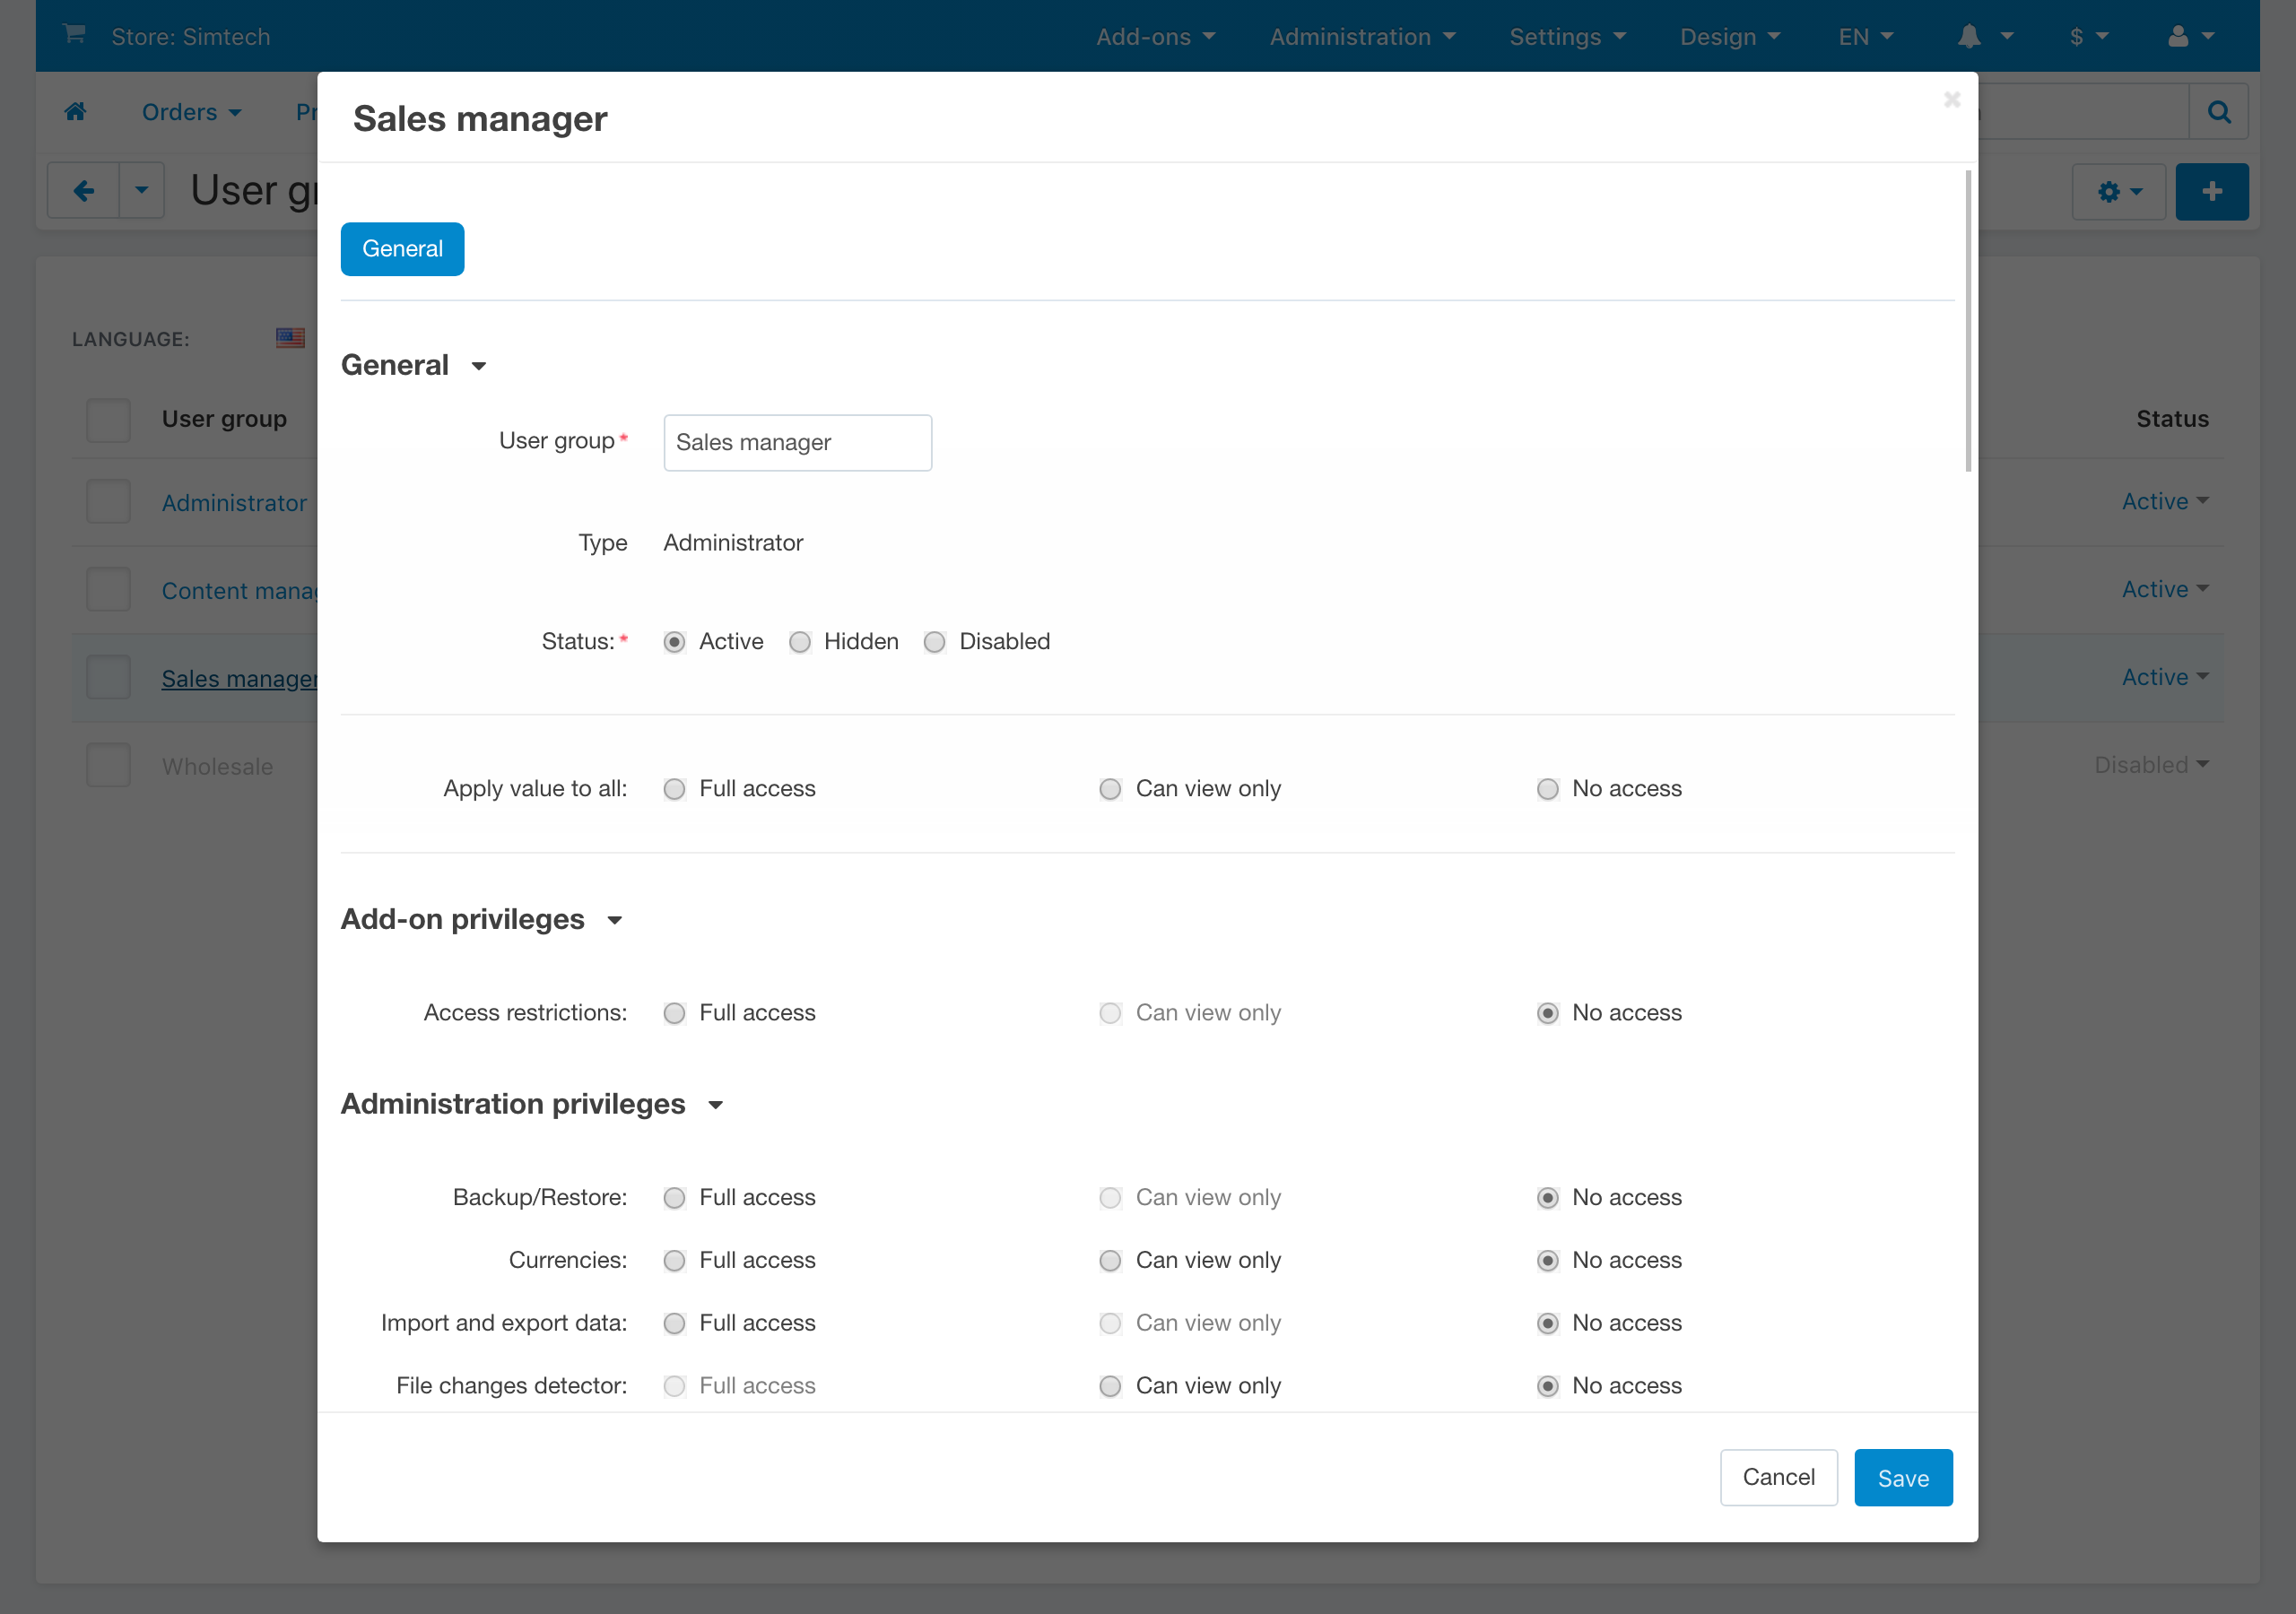 Store: Simtech Add-ons Administration Settings Design EN $
Orders
Sales manager
User
General
LANGUAGE:
General
User group Status
User group* Sales manager
Administrator Active
Type Administrator
Content Active
Status:* Active Hidden Disabled
Sales manager Active
Wholesale Disabled
Apply value to all: Full access Can view only No access
Add-on privileges
Access restrictions: Full access Can view only No access
Administration privileges
Backup/Restore: Full access Can view only No access
Currencies: Full access Can view only No access
Import and export data: Full access Can view only No access
File changes detector: Full access Can view only No access
Cancel Save